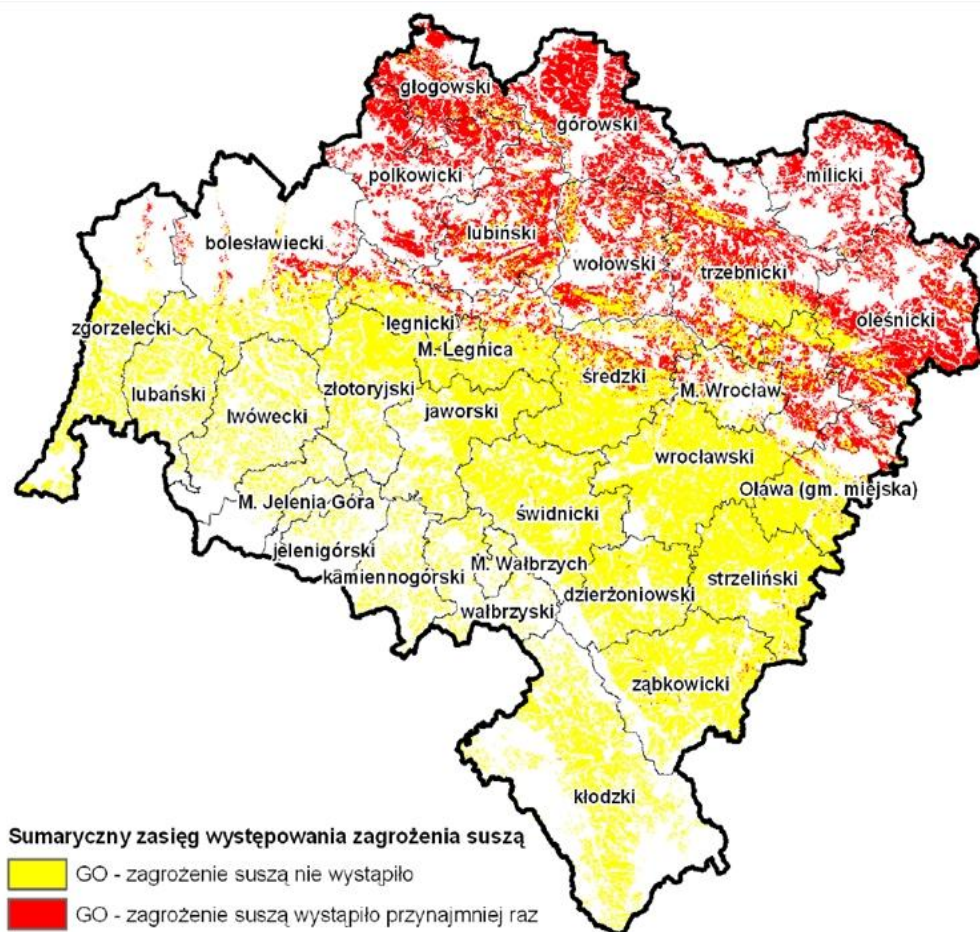 głogowski
górowski
polkowicki
milicki
lubiński
bolesławiecki
wołowski
trzebnicki
zgorzelecki
legnicki
oleśnicki
M. Legnica
średzki
lubański
złotoryjski
M. Wrocław
lwówecki
jaworski
wrocławski
Oława (gm. miejska)
M. Jelenia Góra
świdnicki
jelenigórski
kamiennogórski
M. Wałbrzych
dzierżoniowski
strzeliński
wałbrzyski
ząbkowicki
kłodzki
Sumaryczny zasięg występowania zagrożenia suszą
GO - zagrożenie suszą nie wystąpiło
GO - zagrożenie suszą wystąpiło przynajmniej raz